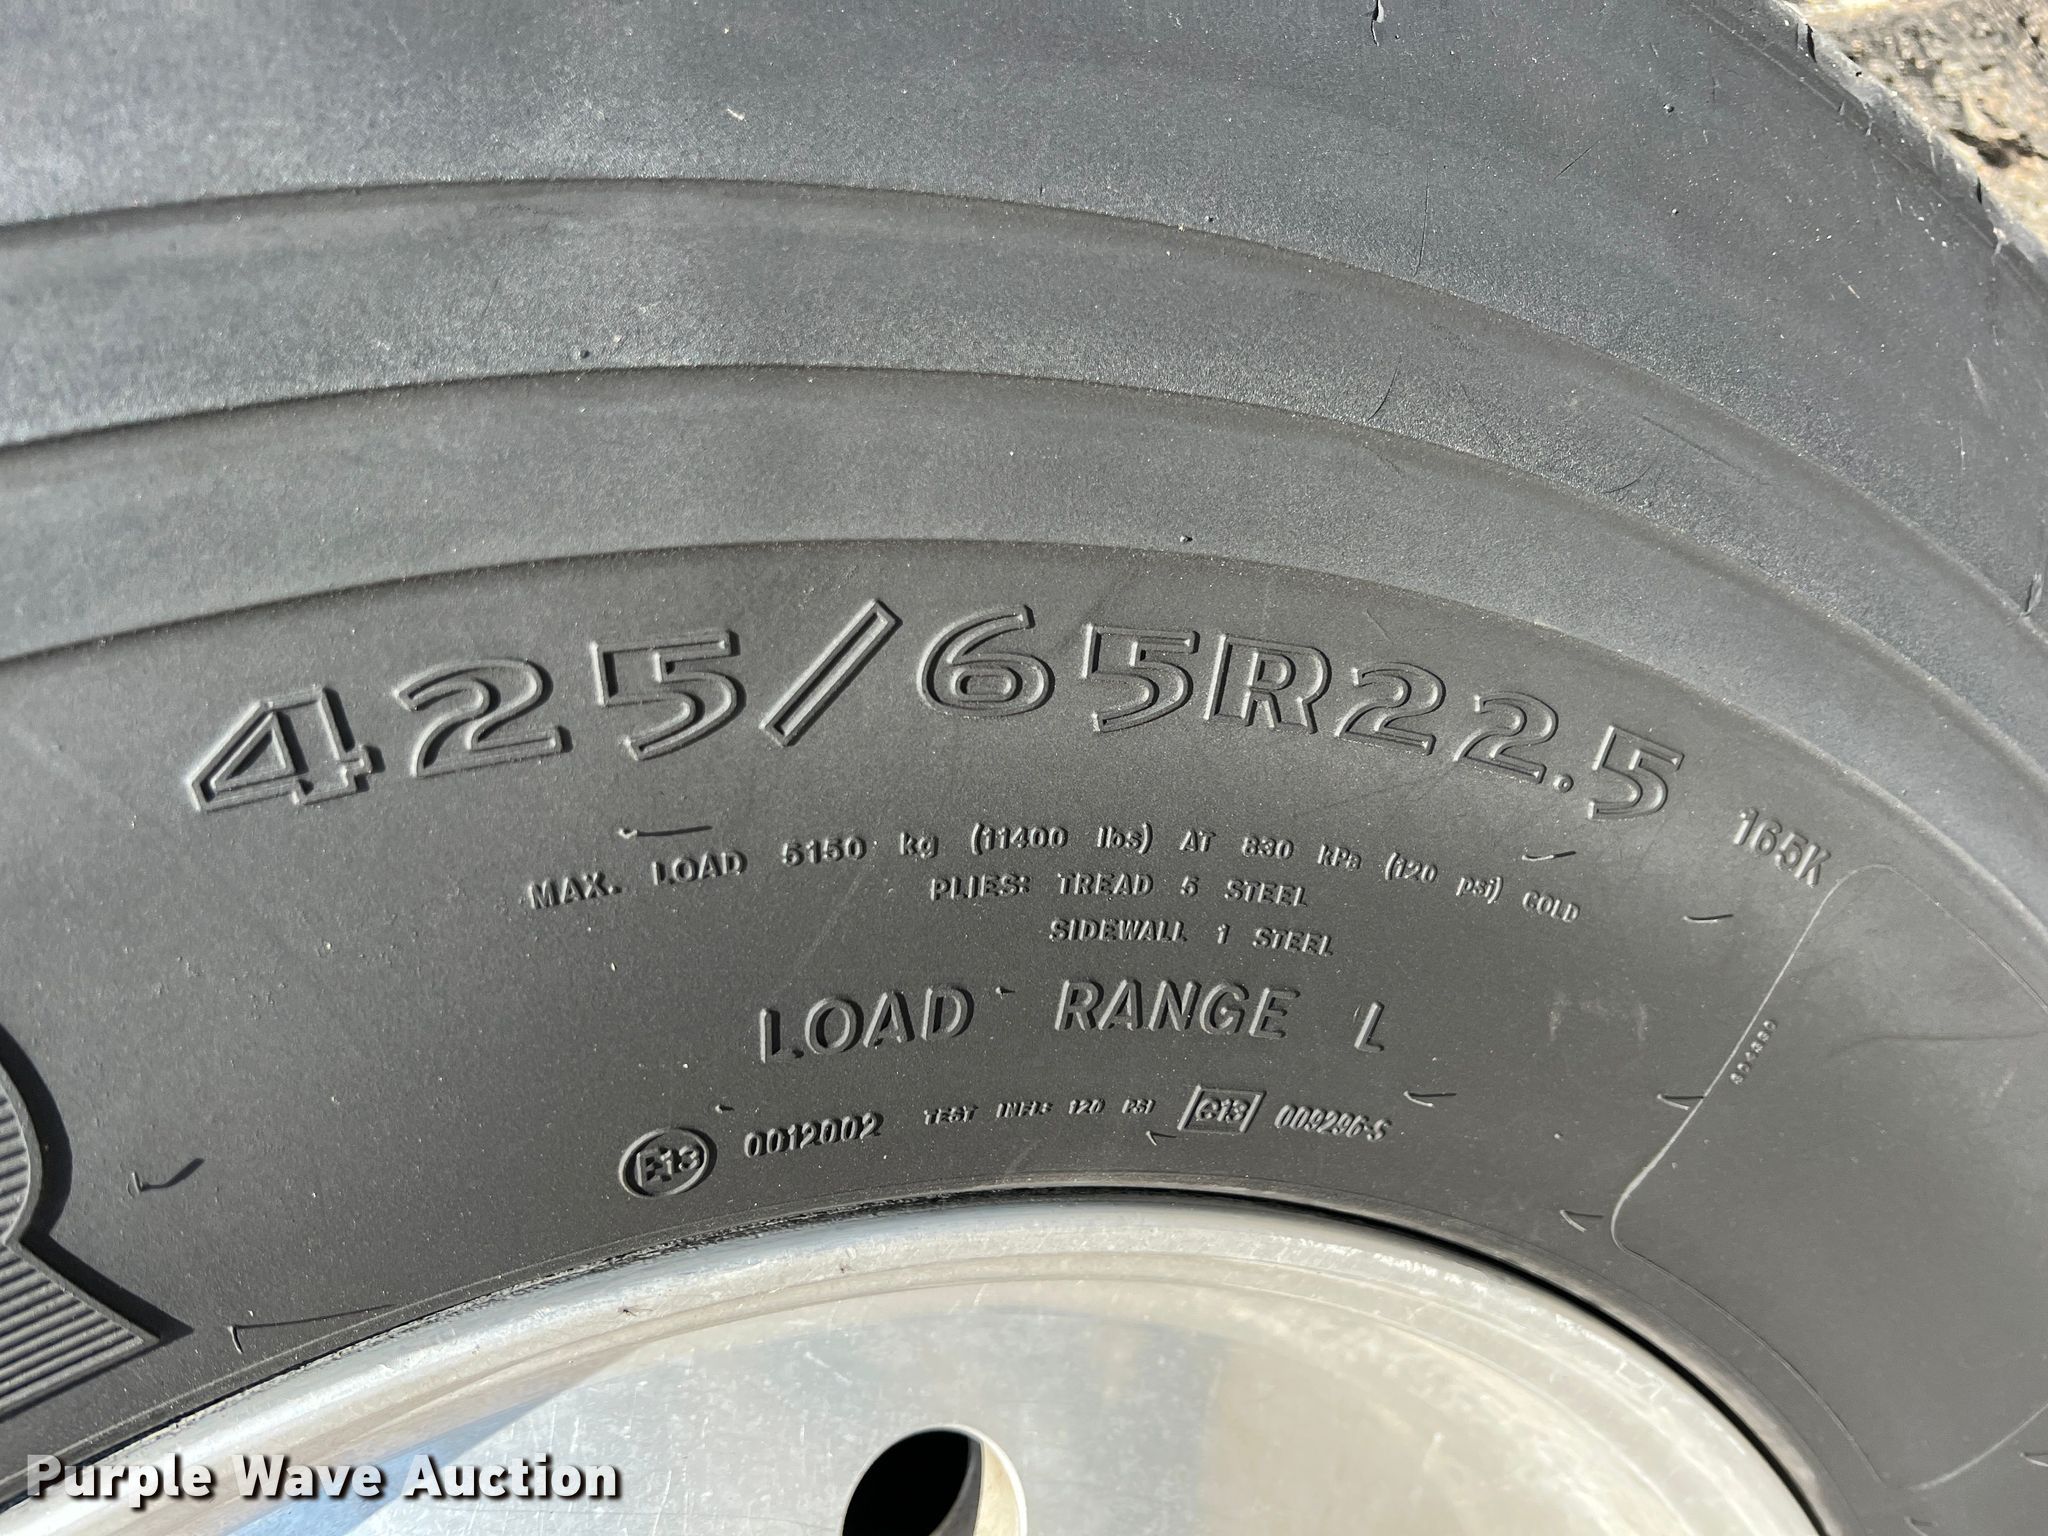 425/65R22.5 165K
MAX. LOAD 5150 kg (11400 lbs) AT 830 kPa (120 psi) COLD
PLIES: TREAD 5 STEEL
SIDEWALL 1 STEEL
LOAD RANGE L
E13 0012002 TEST INFL: 120 PSI e13 009296-S
Purple Wave Auction